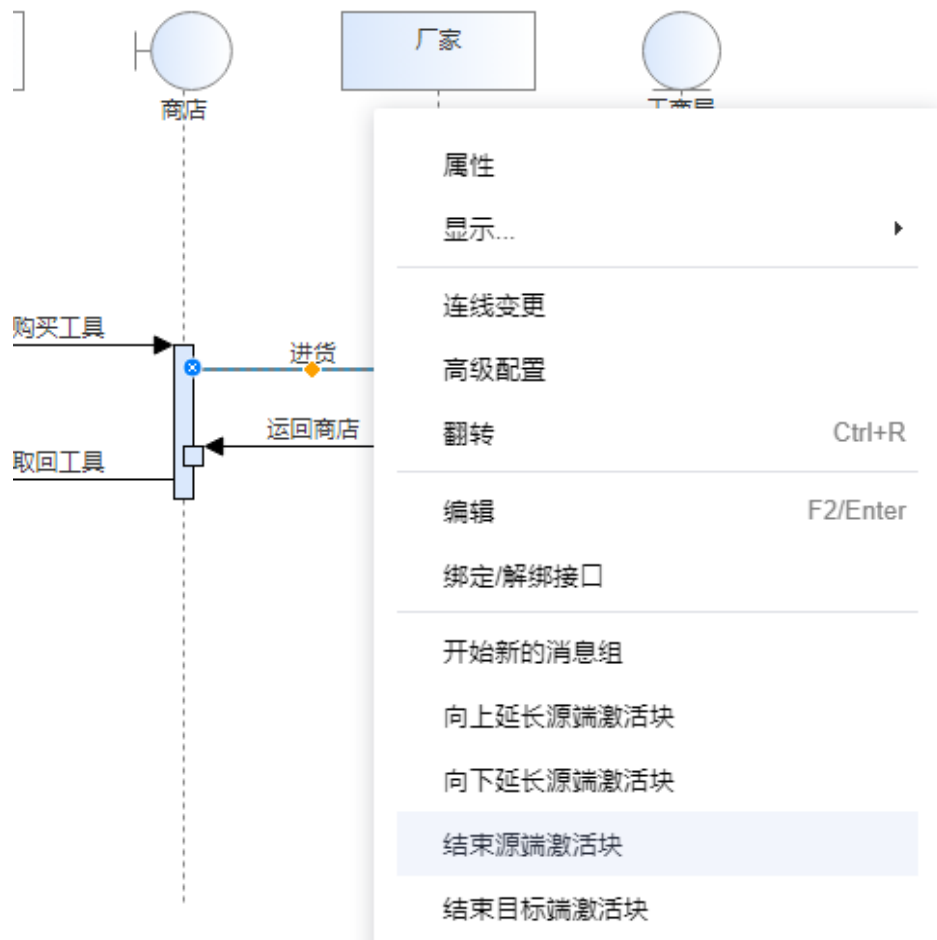 厂家
商店
工商局
属性
显示...
连线变更
购买工具
进货
高级配置
运回商店
翻转 Ctrl+R
取回工具
编辑 F2/Enter
绑定/解绑接口
开始新的消息组
向上延长源端激活块
向下延长源端激活块
结束源端激活块
结束目标端激活块